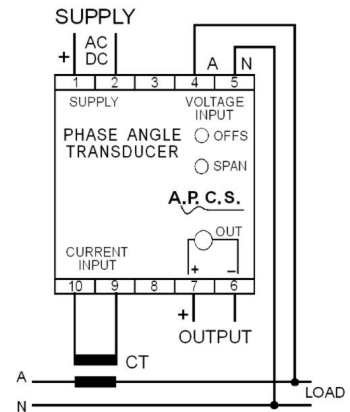 SUPPLY
+ AC DC A N
1 2 3 4 5
SUPPLY VOLTAGE INPUT
PHASE ANGLE TRANSDUCER
OFFS
SPAN
A.P.C.S.
OUT
CURRENT INPUT
+ −
10 9 8 7 6
+
OUTPUT
CT
A
LOAD
N